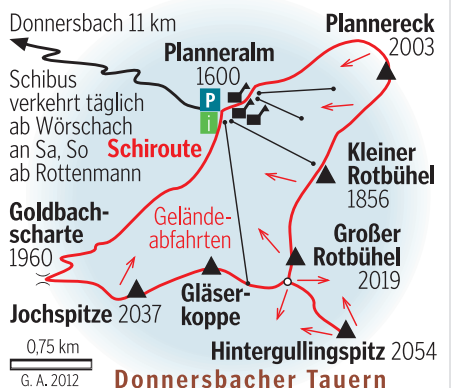 Donnersbach 11 km
Plannereck
2003
Planneralm
1600
P
i
Schibus
verkehrt täglich
ab Wörschach
an Sa, So
ab Rottenmann
Schiroute
Kleiner
Rotbühel
1856
Goldbach-
scharte
1960
Gelände-
abfahrten
Großer
Rotbühel
2019
Jochspitze 2037
Gläser-
koppe
Hintergullingspitz 2054
0,75 km
G. A. 2012
Donnersbacher Tauern